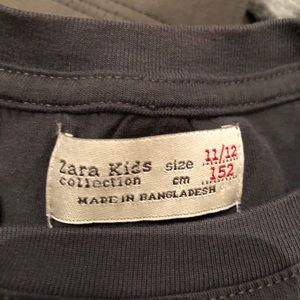 Zara Kids size 11/12
collection cm 152
MADE IN BANGLADESH